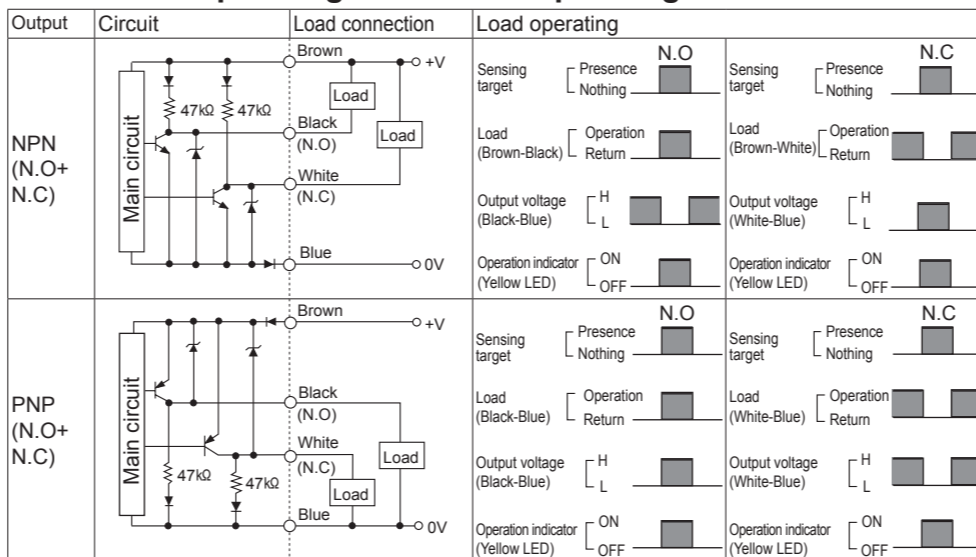 Output Circuit Load connection Load operating
NPN
(N.O+
N.C)
Main circuit
47kΩ 47kΩ
Brown
+V
Load
Black
(N.O)
Load
White
(N.C)
Blue
0V
N.O
Sensing
target
Presence
Nothing
Load
(Brown-Black)
Operation
Return
Output voltage
(Black-Blue)
H
L
Operation indicator
(Yellow LED)
ON
OFF
N.C
Sensing
target
Presence
Nothing
Load
(Brown-White)
Operation
Return
Output voltage
(White-Blue)
H
L
Operation indicator
(Yellow LED)
ON
OFF
PNP
(N.O+
N.C)
Main circuit
47kΩ 47kΩ
Brown
+V
Black
(N.O)
White
(N.C)
Load
Load
Blue
0V
N.O
Sensing
target
Presence
Nothing
Load
(Black-Blue)
Operation
Return
Output voltage
(Black-Blue)
H
L
Operation indicator
(Yellow LED)
ON
OFF
N.C
Sensing
target
Presence
Nothing
Load
(White-Blue)
Operation
Return
Output voltage
(White-Blue)
H
L
Operation indicator
(Yellow LED)
ON
OFF